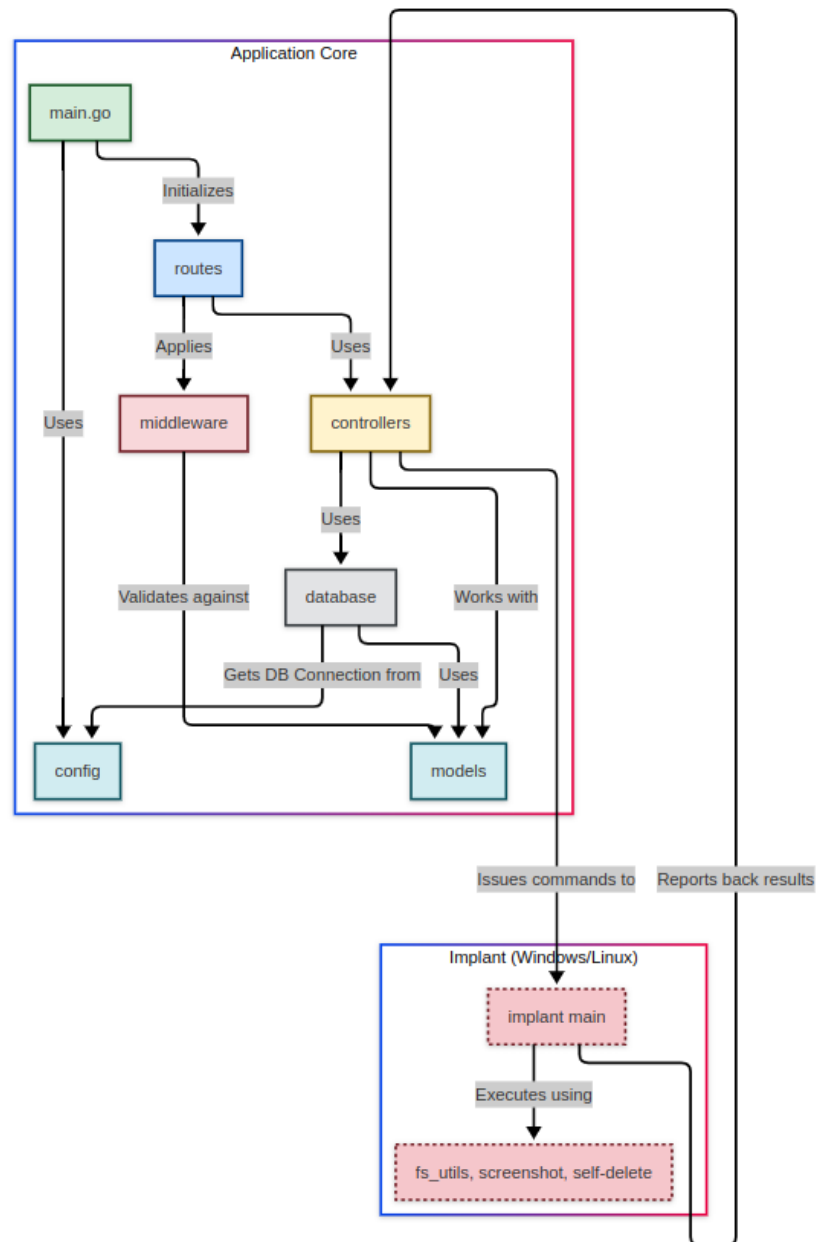 Application Core
main.go
Initializes
routes
Applies
Uses
Uses
middleware
controllers
Uses
Validates against
database
Works with
Gets DB Connection from
Uses
config
models
Issues commands to
Reports back results
Implant (Windows/Linux)
implant main
Executes using
fs_utils, screenshot, self-delete